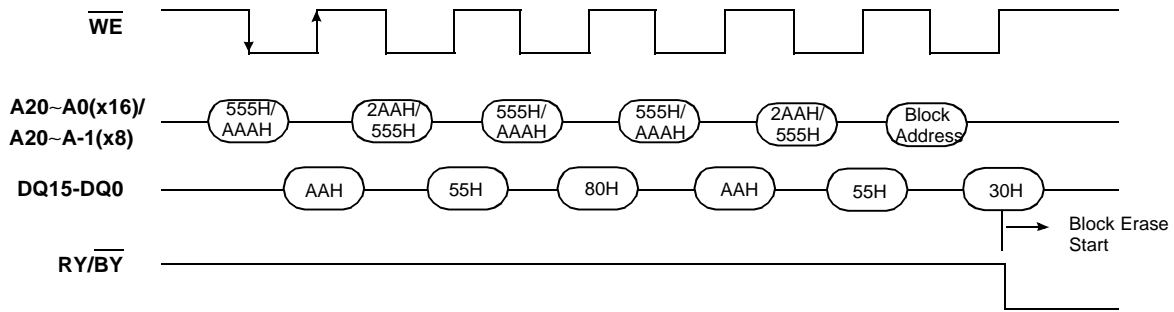 WE
A20~A0(x16)/
A20~A-1(x8)
555H/
AAAH
2AAH/
555H
555H/
AAAH
555H/
AAAH
2AAH/
555H
Block
Address
DQ15-DQ0
AAH
55H
80H
AAH
55H
30H
Block Erase
Start
RY/BY